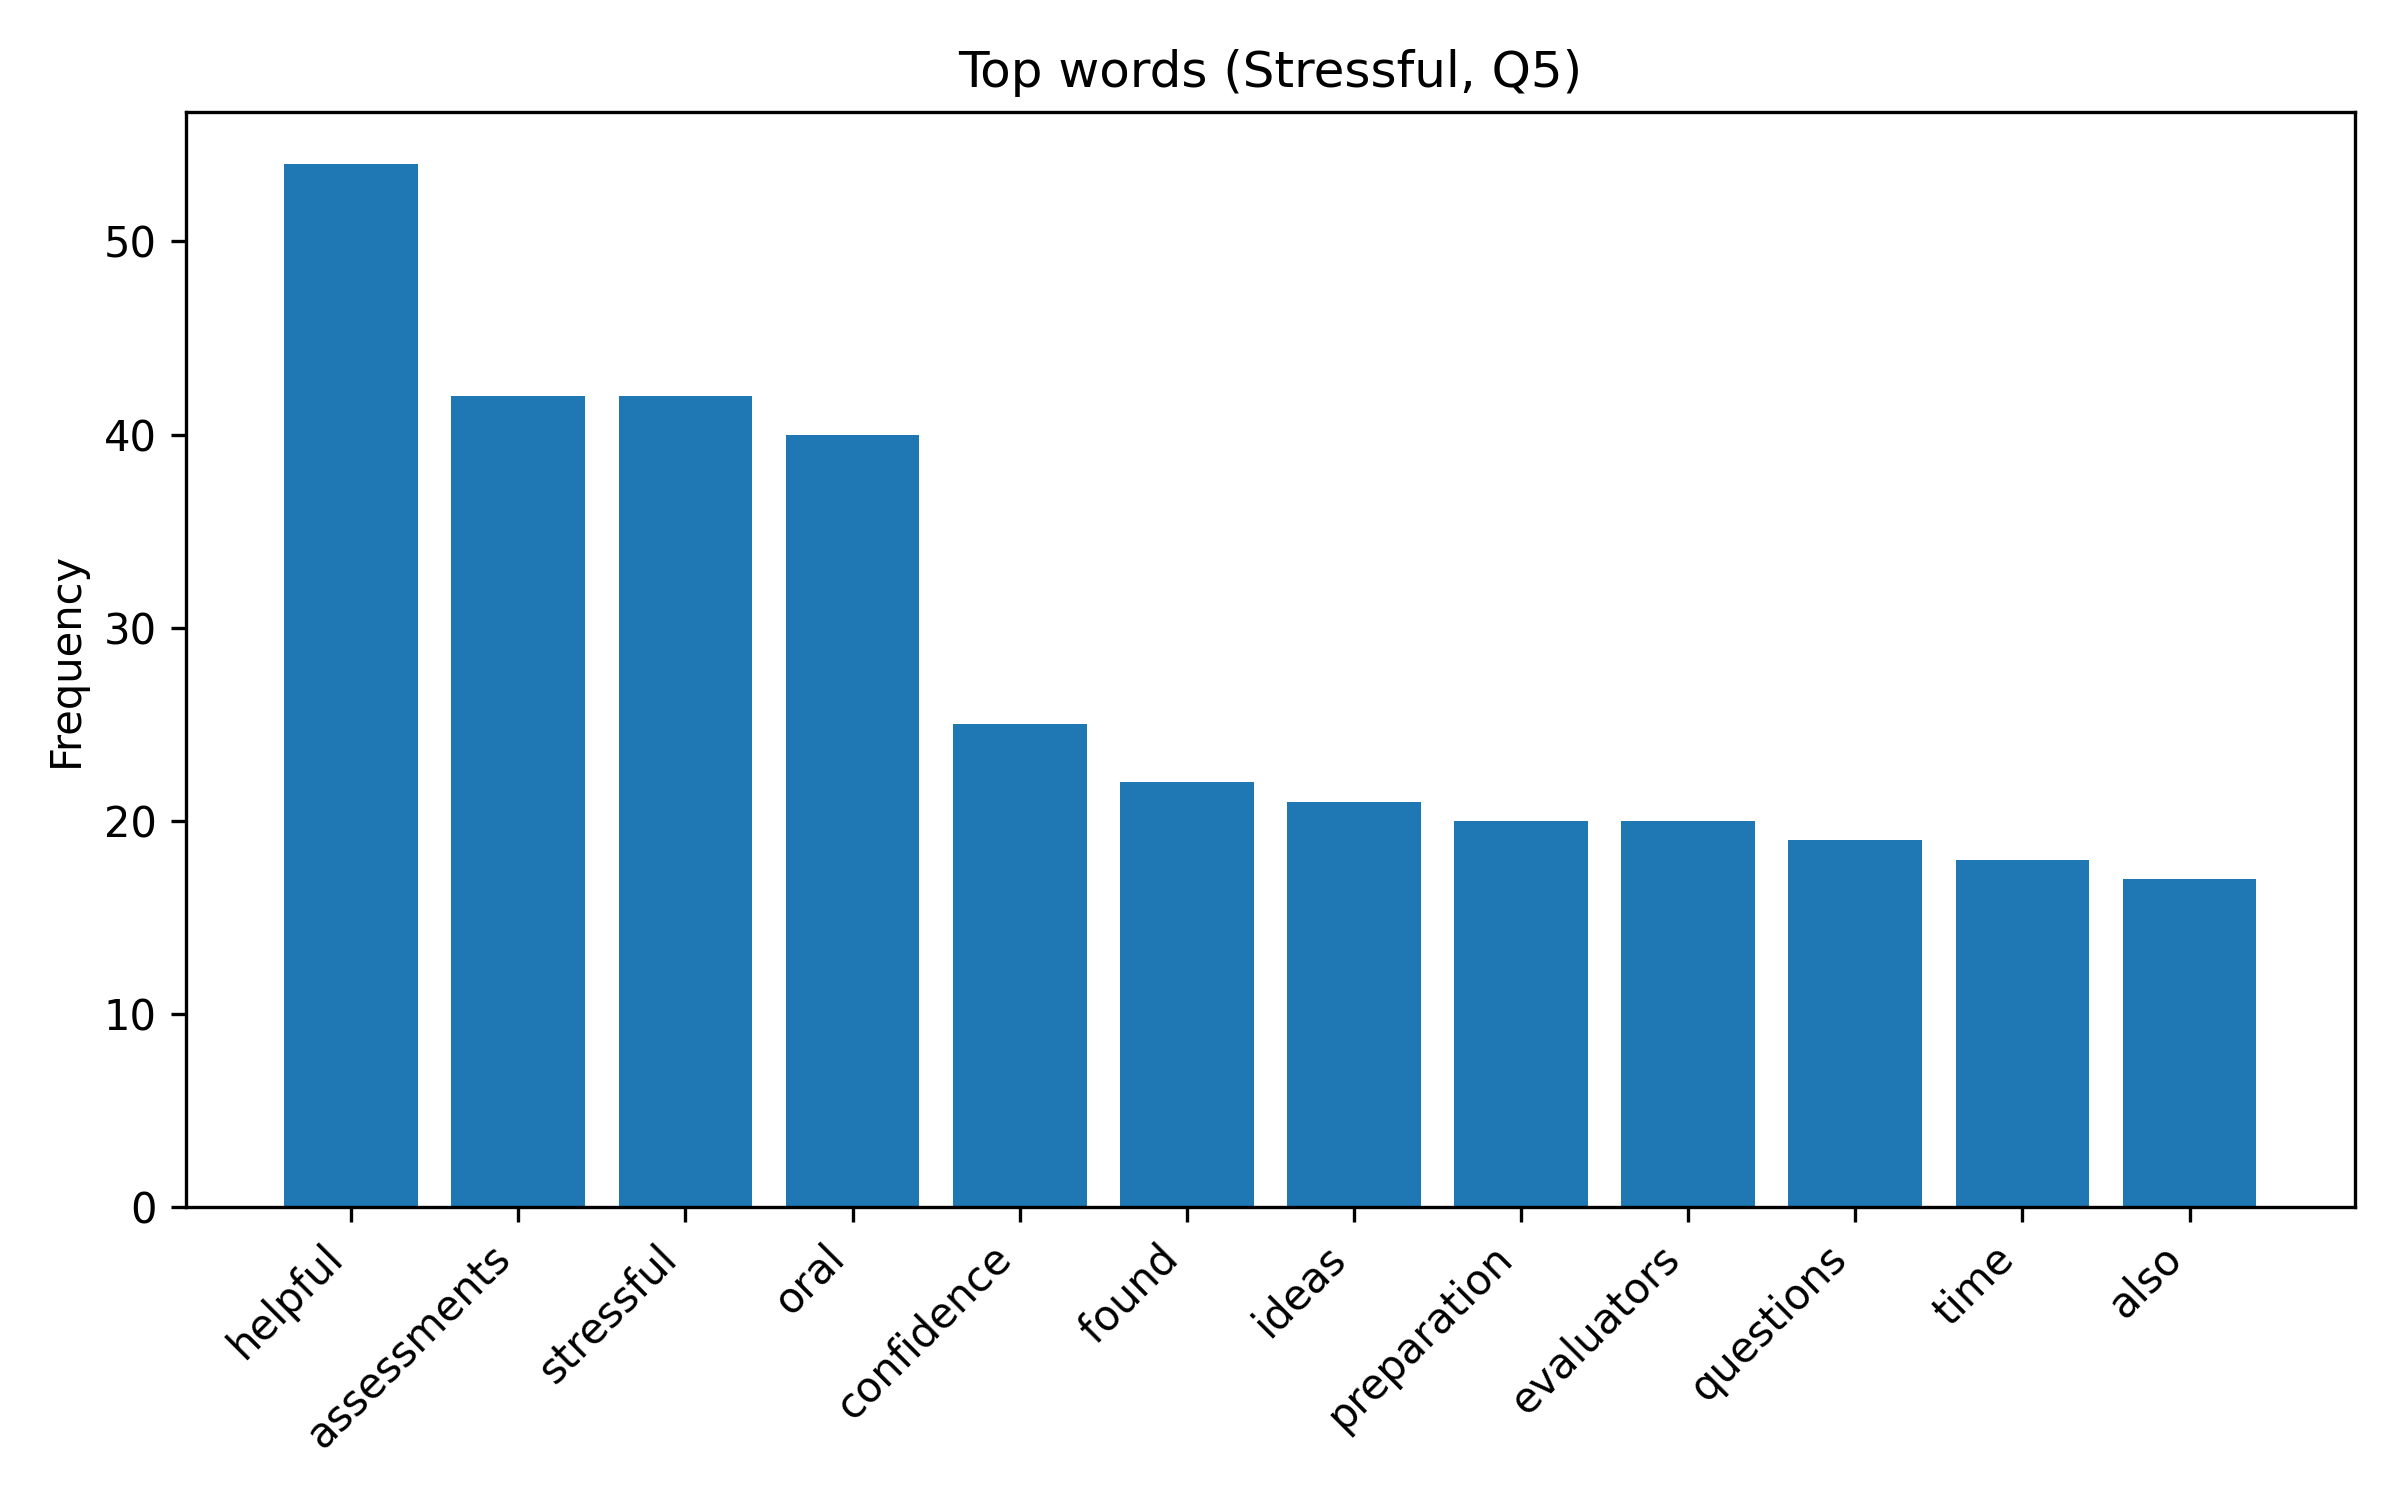 Top words (Stressful, Q5)
Frequency
50
40
30
20
10
0
helpful
assessments
stressful
oral
confidence
found
ideas
preparation
evaluators
questions
time
also